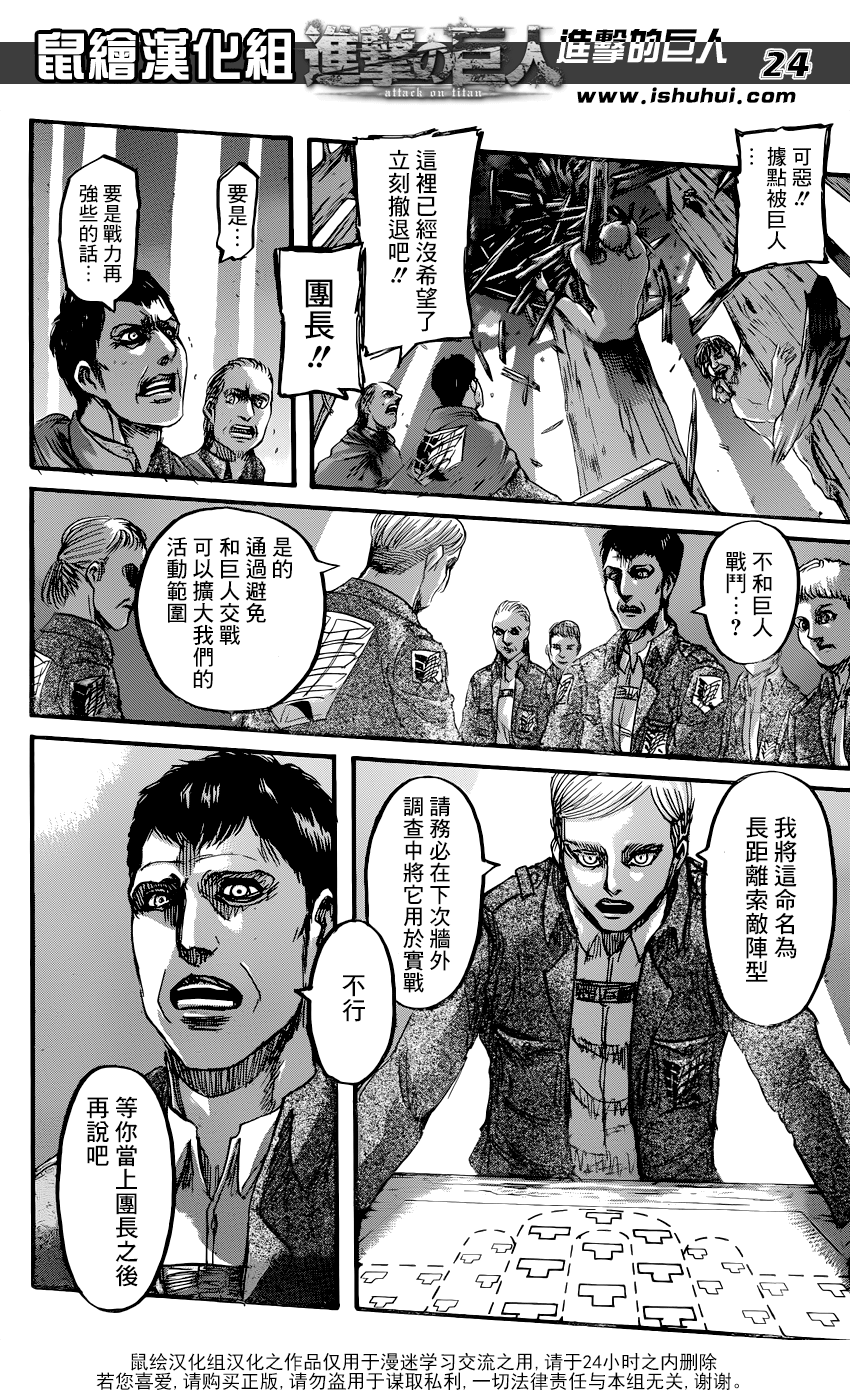 鼠繪漢化組
進撃の巨人
attack on titan
進擊的巨人
24
www.ishuhui.com
可惡!!
據點被巨人
…
這裡已經沒希望了
立刻撤退吧!!
團長!!
要是…
要是戰力再
強些的話…
不和巨人
戰鬥…?
是的
通過避免
和巨人交戰
可以擴大我們的
活動範圍
我將這命名為
長距離索敵陣型
請務必在下次牆外
調查中將它用於實戰
不行
等你當上團長之後
再說吧
鼠绘汉化组汉化之作品仅用于漫迷学习交流之用,请于24小时之内删除
若您喜爱,请购买正版,请勿盗用于谋取私利,一切法律责任与本组无关,谢谢。